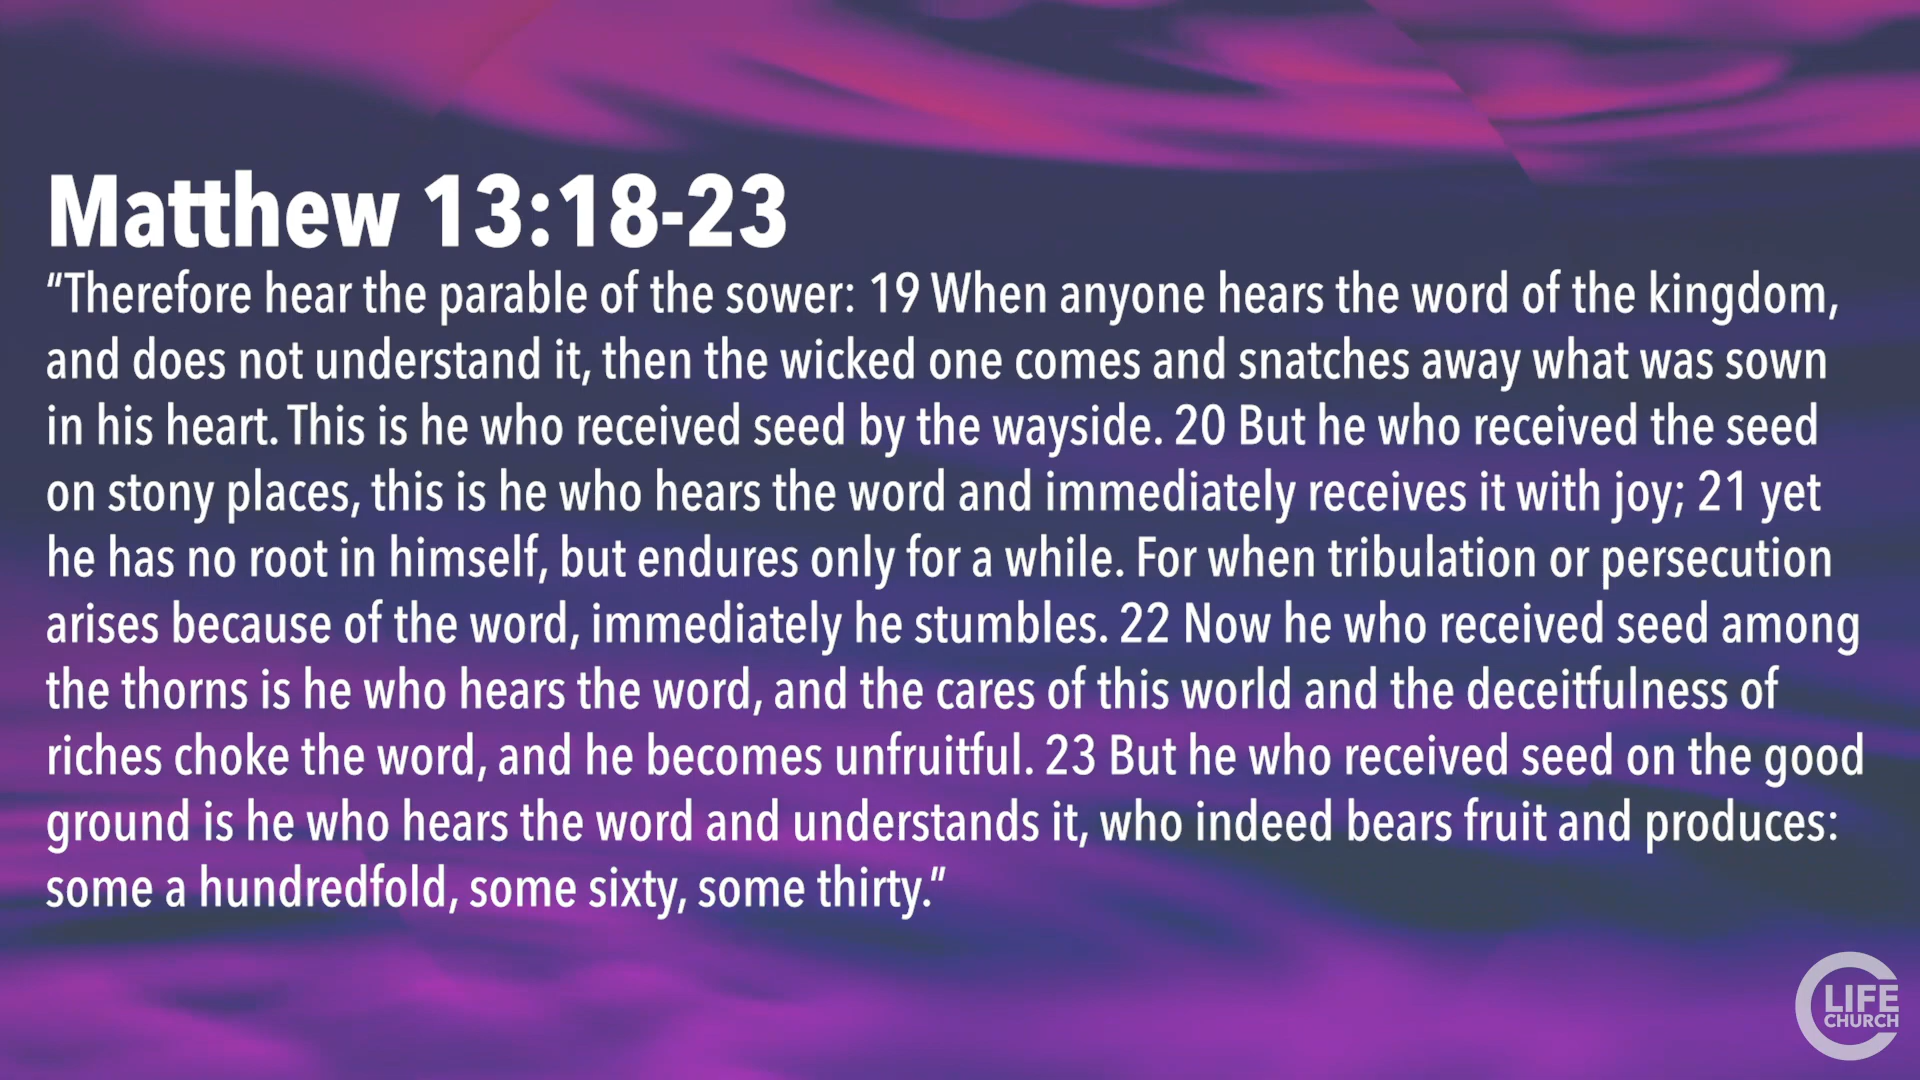 Matthew 13:18-23
“Therefore hear the parable of the sower: 19 When anyone hears the word of the kingdom,
and does not understand it, then the wicked one comes and snatches away what was sown
in his heart. This is he who received seed by the wayside. 20 But he who received the seed
on stony places, this is he who hears the word and immediately receives it with joy; 21 yet
he has no root in himself, but endures only for a while. For when tribulation or persecution
arises because of the word, immediately he stumbles. 22 Now he who received seed among
the thorns is he who hears the word, and the cares of this world and the deceitfulness of
riches choke the word, and he becomes unfruitful. 23 But he who received seed on the good
ground is he who hears the word and understands it, who indeed bears fruit and produces:
some a hundredfold, some sixty, some thirty.”
LIFE
CHURCH